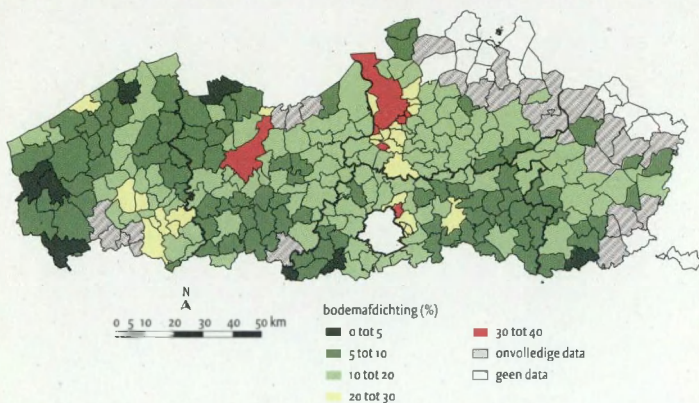 N
0 5 10 20 30 40 50 km
bodemafdichting (%)
0 tot 5
5 tot 10
10 tot 20
20 tot 30
30 tot 40
onvolledige data
geen data